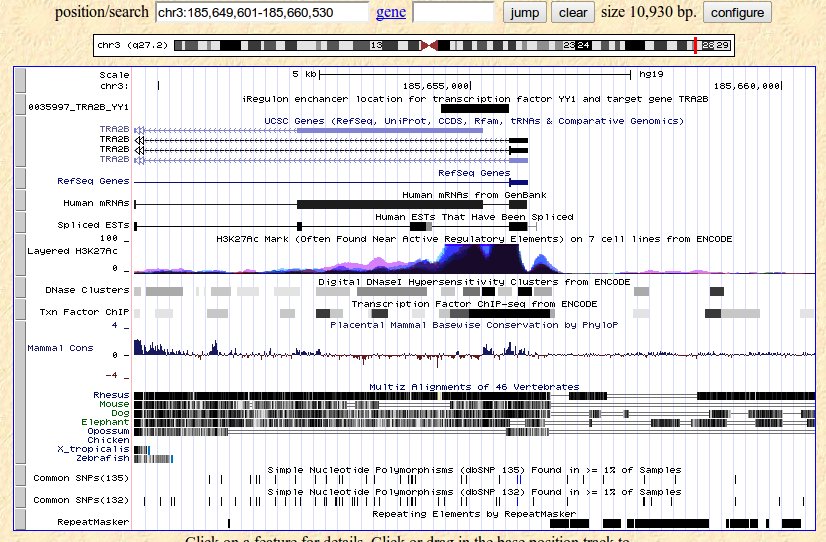 position/search chr3:185,649,601-185,660,530 gene jump clear size 10,930 bp. configure
chr3 (q27.2) 13 23 24 28 29
Scale 5 kb hg19
chr3: 185,655,000 185,660,000
iRegulon enchancer location for transcription factor YY1 and target gene TRA2B
0035997_TRA2B_YY1
UCSC Genes (RefSeq, UniProt, CCDS, Rfam, tRNAs & Comparative Genomics)
TRA2B
TRA2B
TRA2B
TRA2B
RefSeq Genes
RefSeq Genes
Human mRNAs from GenBank
Human mRNAs
Human ESTs That Have Been Spliced
Spliced ESTs
100
H3K27Ac Mark (Often Found Near Active Regulatory Elements) on 7 cell lines from ENCODE
Layered H3K27Ac
0
Digital DNaseI Hypersensitivity Clusters from ENCODE
DNase Clusters
Transcription Factor ChIP-seq from ENCODE
Txn Factor ChIP
4
Placental Mammal Basewise Conservation by PhyloP
Mammal Cons
0
-4
Multiz Alignments of 46 Vertebrates
Rhesus
Mouse
Dog
Elephant
Opossum
Chicken
X_tropicalis
Zebrafish
Simple Nucleotide Polymorphisms (dbSNP 135) Found in >= 1% of Samples
Common SNPs(135)
Simple Nucleotide Polymorphisms (dbSNP 132) Found in >= 1% of Samples
Common SNPs(132)
Repeating Elements by RepeatMasker
RepeatMasker
Click on a feature for details. Click or drag in the base position track to